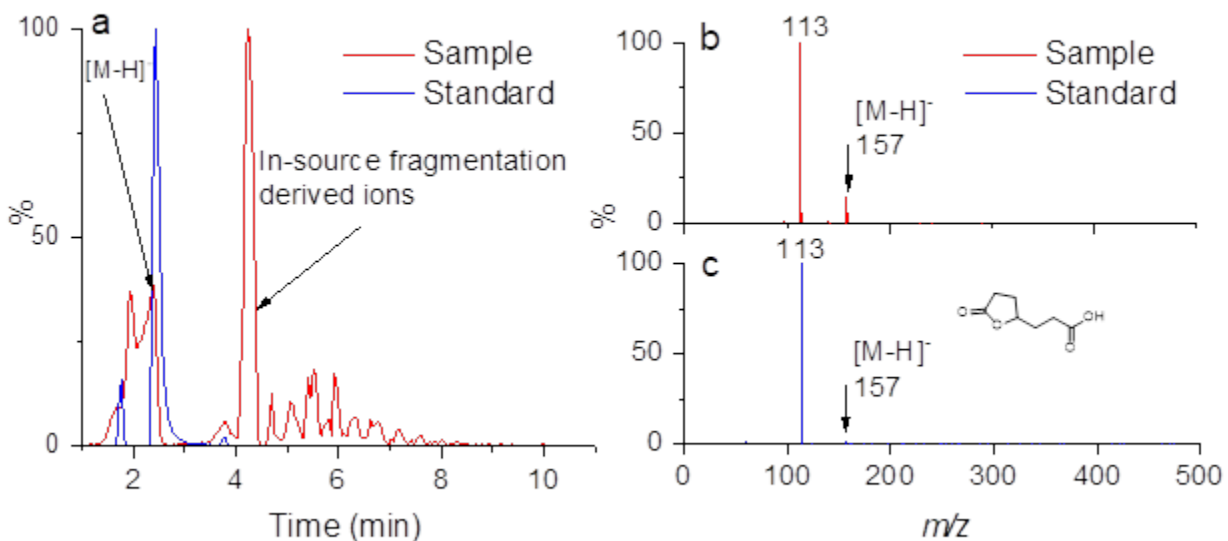 a
100
50
0
%
[M-H]-
Sample
Standard
In-source fragmentation
derived ions
2 4 6 8 10
Time (min)
b
113
100
50
0
%
Sample
Standard
[M-H]-
157
c
113
100
50
0
[M-H]-
157
O
O
OH
O
0 100 200 300 400 500
m/z